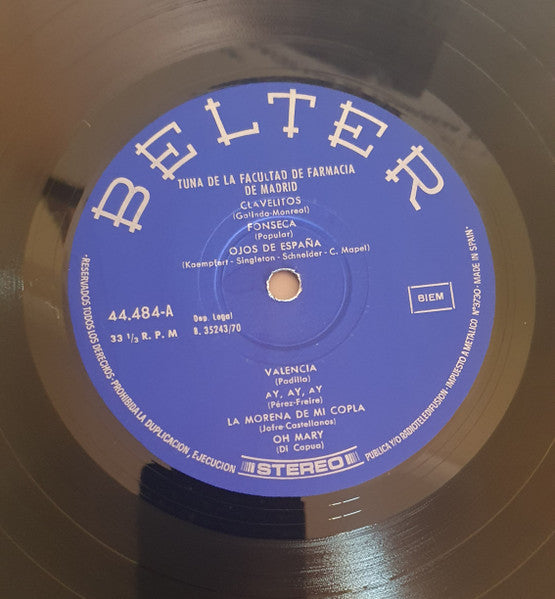 BELTER
TUNA DE LA FACULTAD DE FARMACIA
DE MADRID
CLAVELITOS
(Galindo-Monreal)
FONSECA
(Popular)
OJOS DE ESPAÑA
(Kaempfert - Singleton - Schneider - C. Mapel)
44.484-A
33 1/3 R. P. M
Dep. Legal
B. 35243/70
BIEM
VALENCIA
(Padilla)
AY, AY, AY
(Pérez-Freire)
LA MORENA DE MI COPLA
(Jofre-Castellanos)
OH MARY
(Di Capua)
STEREO
·RESERVADOS TODOS LOS DERECHOS·PROHIBIDA LA DUPLICACION, EJECUCION
PUBLICA Y/O RADIOTELEDIFUSION·IMPUESTO A METALICO Nº3730·MADE IN SPAIN·